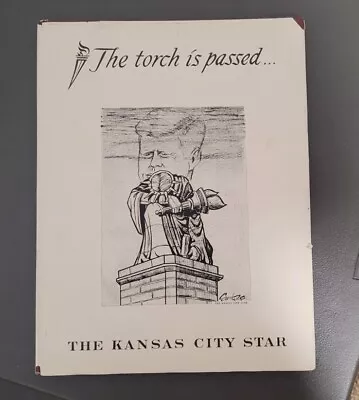 The torch is passed...
THE KANSAS CITY STAR